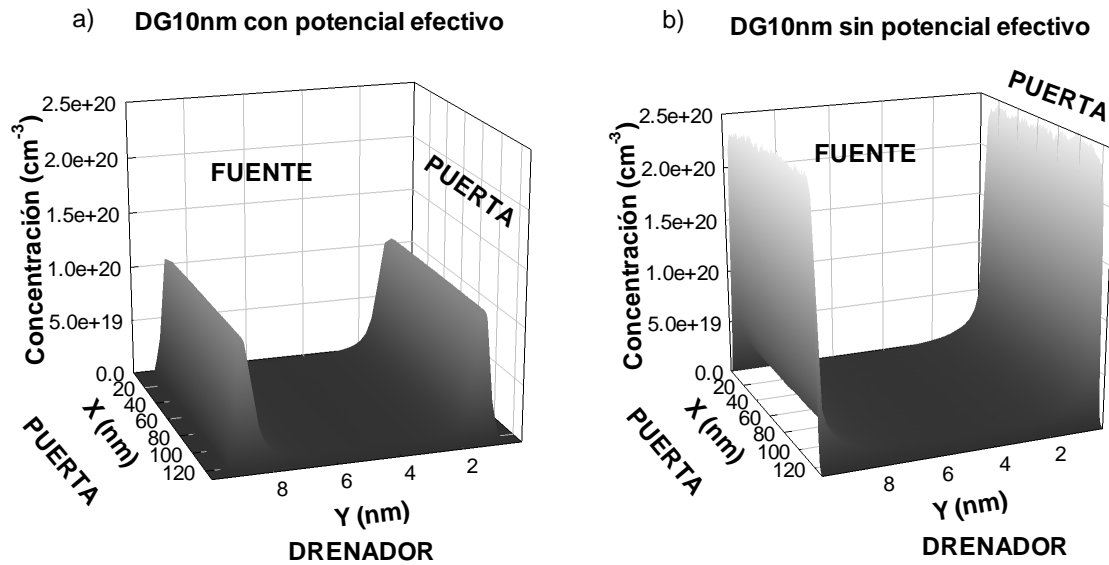 a)
DG10nm con potencial efectivo
2.5e+20
2.0e+20
1.5e+20
1.0e+20
5.0e+19
0.0
Concentración (cm-3)
FUENTE
PUERTA
20
40
60
80
100
120
X (nm)
PUERTA
8
6
4
2
Y (nm)
DRENADOR
b)
DG10nm sin potencial efectivo
2.5e+20
2.0e+20
1.5e+20
1.0e+20
5.0e+19
0.0
Concentración (cm-3)
FUENTE
PUERTA
20
40
60
80
100
120
X (nm)
PUERTA
8
6
4
2
Y (nm)
DRENADOR